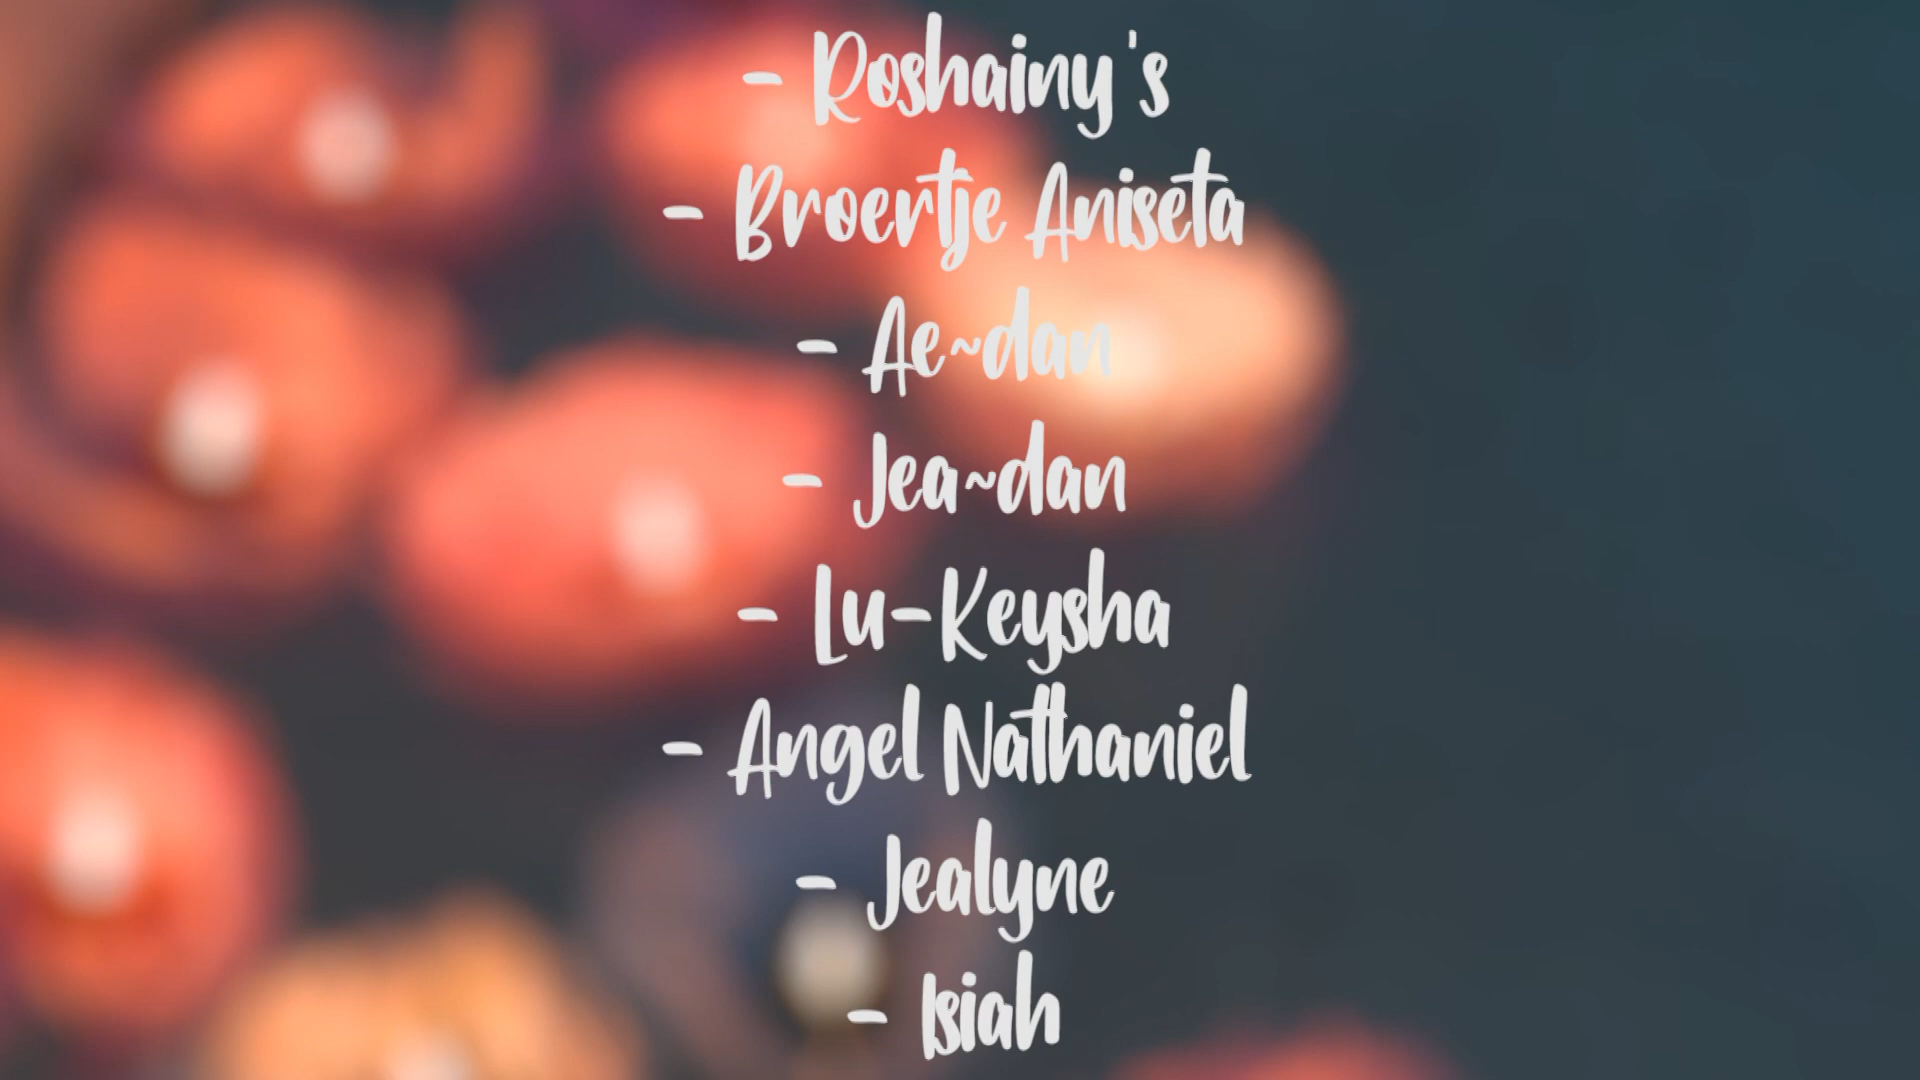 - Roshainy's
- Broertje Aniseta
- Ae~dan
- Jea~dan
- Lu-Keysha
- Angel Nathaniel
- Jealyne
- Isiah